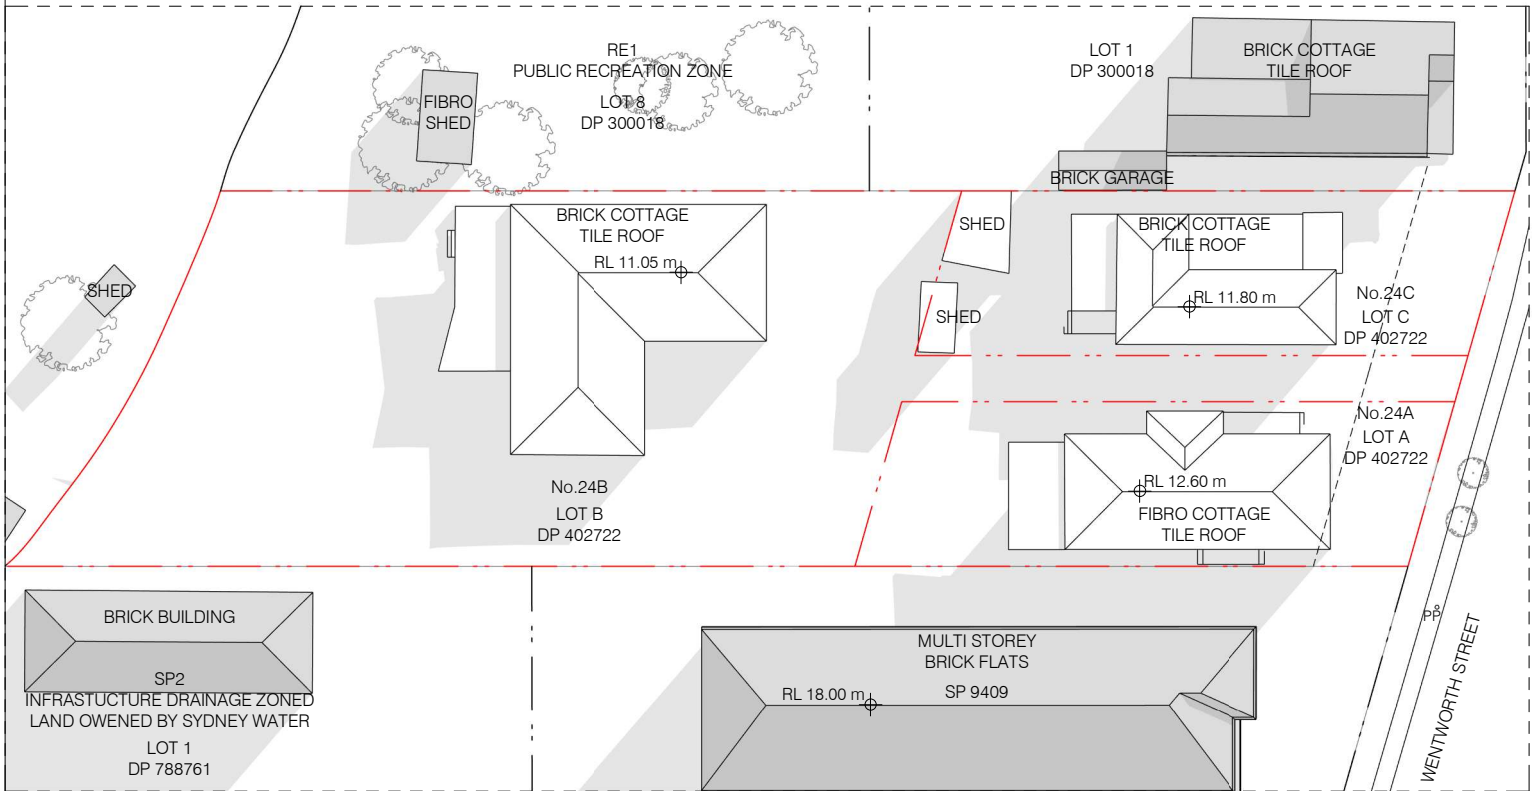 RE1
PUBLIC RECREATION ZONE
LOT 8
DP 300018
FIBRO
SHED
LOT 1
DP 300018
BRICK COTTAGE
TILE ROOF
BRICK GARAGE
BRICK COTTAGE
TILE ROOF
RL 11.05 m
SHED
SHED
SHED
BRICK COTTAGE
TILE ROOF
RL 11.80 m
No.24C
LOT C
DP 402722
No.24A
LOT A
DP 402722
RL 12.60 m
FIBRO COTTAGE
TILE ROOF
No.24B
LOT B
DP 402722
BRICK BUILDING
SP2
INFRASTUCTURE DRAINAGE ZONED
LAND OWENED BY SYDNEY WATER
LOT 1
DP 788761
MULTI STOREY
BRICK FLATS
SP 9409
RL 18.00 m
PP
WENTWORTH STREET